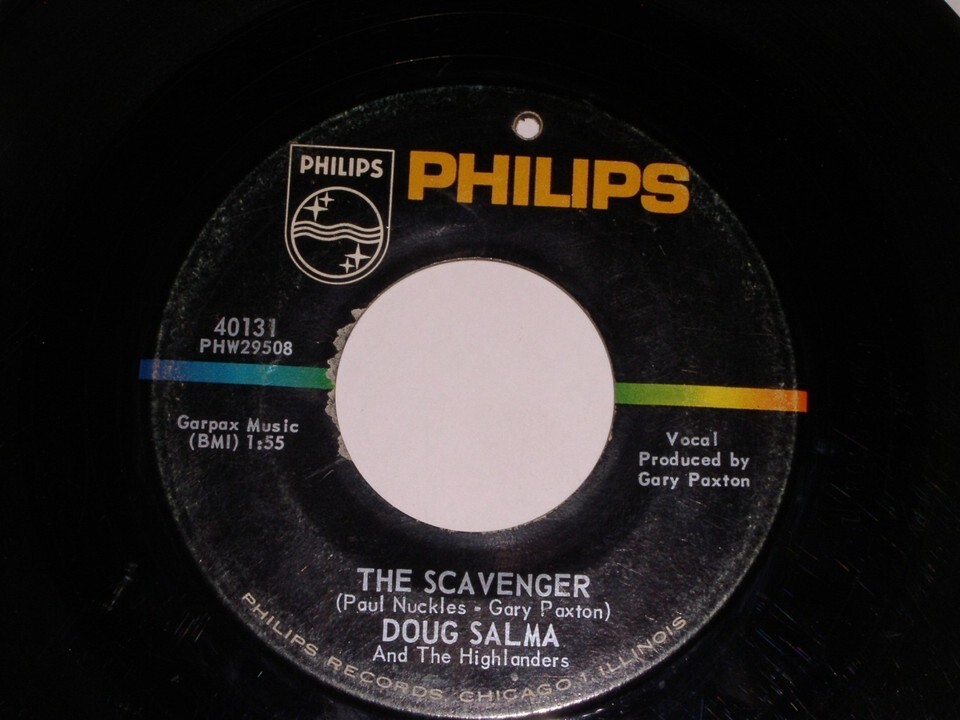 PHILIPS
PHILIPS
40131
PHW29508
Garpax Music
(BMI) 1:55
Vocal
Produced by
Gary Paxton
THE SCAVENGER
(Paul Nuckles - Gary Paxton)
DOUG SALMA
And The Highlanders
PHILIPS RECORDS, CHICAGO 1, ILLINOIS